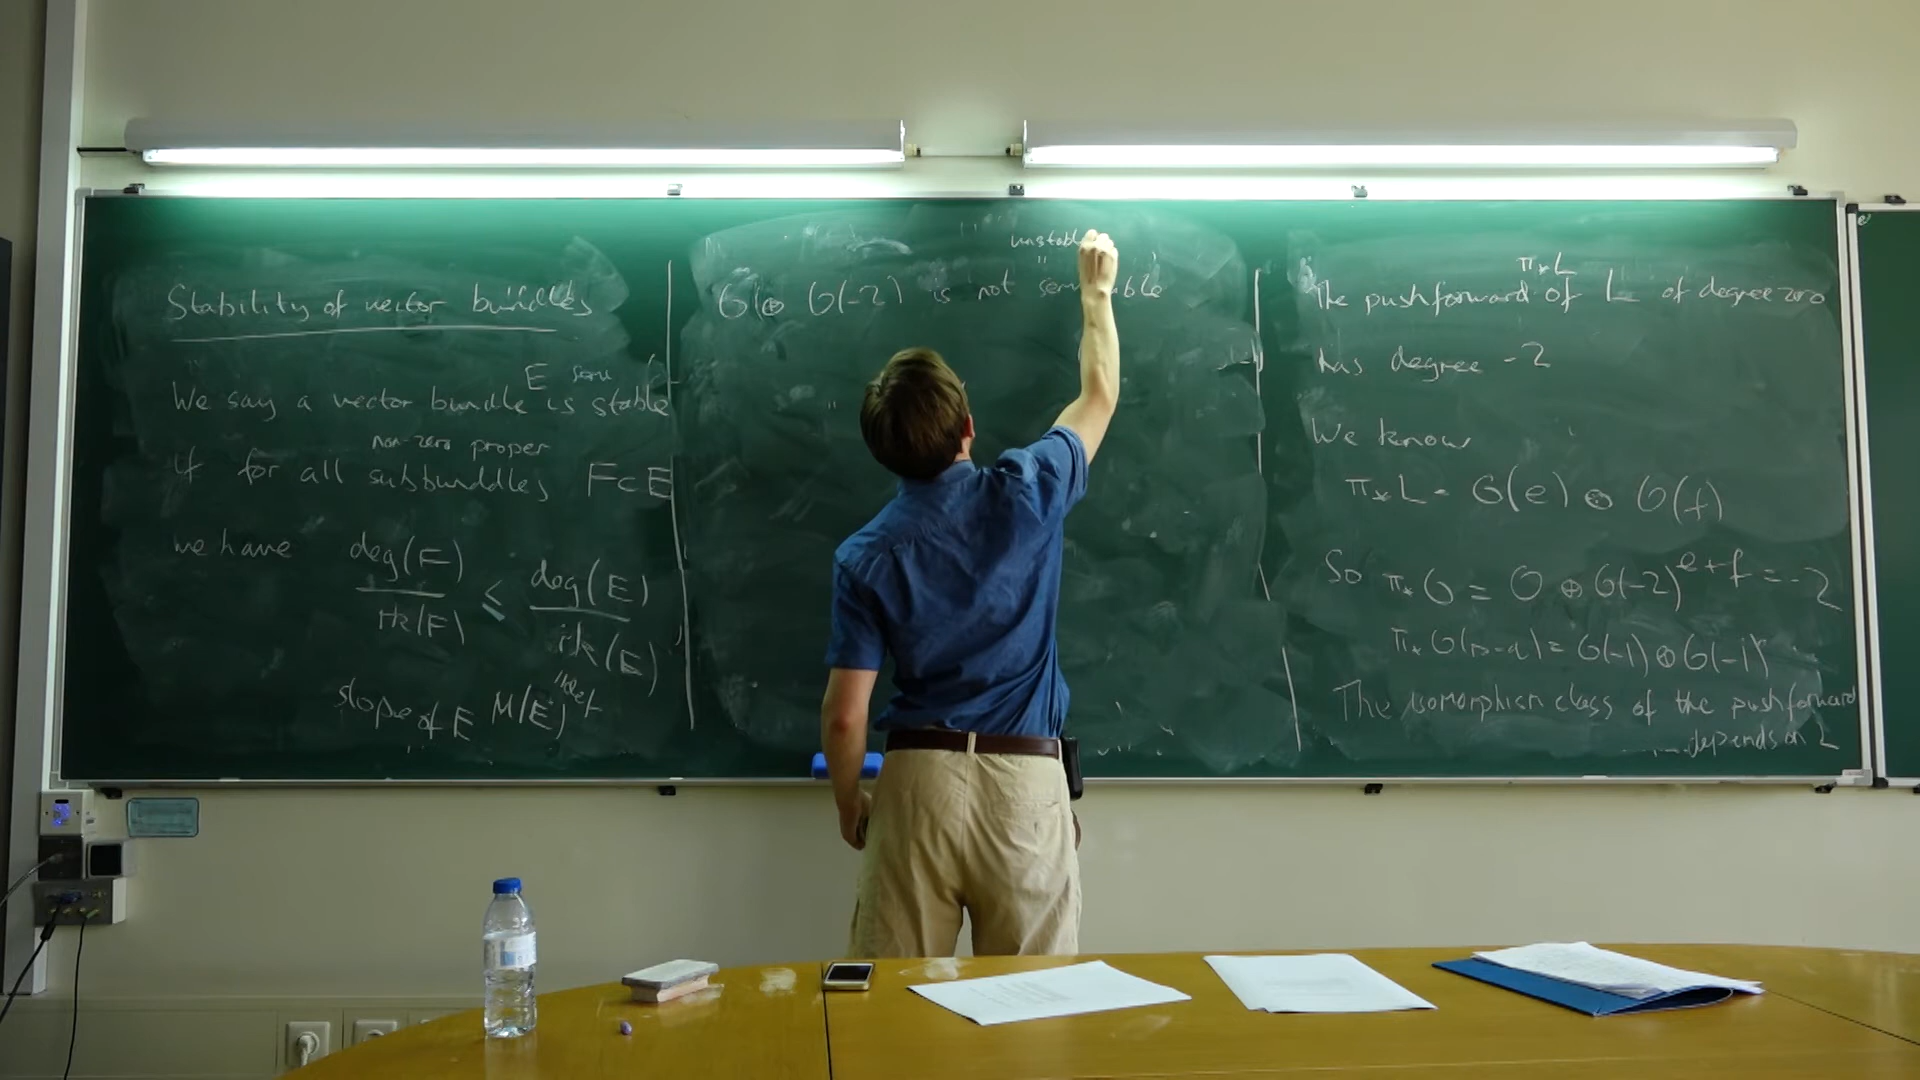 Stability of vector bundles
E semi
We say a vector bundle is stable
non-zero proper
if for all subbundles F⊂E
we have deg(F)/rk(F) ≤ deg(E)/rk(E)
slope of E M(E)
unstabl
O ⊕ O(-2) is not semistable
π*L
The pushforward of L of degree zero
has degree -2
We know
π*L = O(e) ⊕ O(f)
So π*O = O ⊕ O(-2) e+f=-2
π*O(p-q) = O(-1) ⊕ O(-1)
The isomorphism class of the pushforward
depends on L